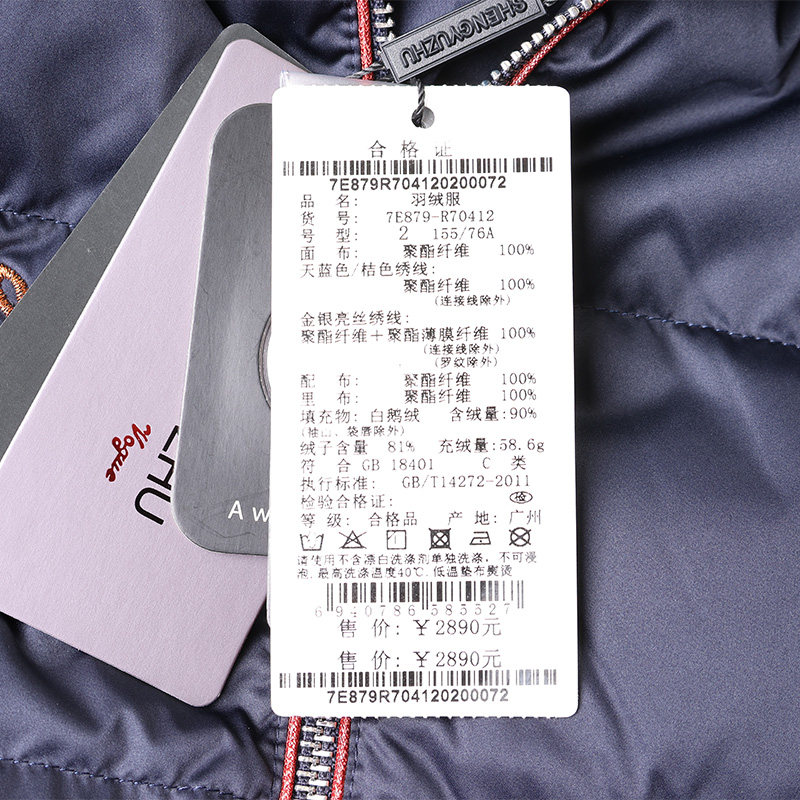 SHENGYUZHU
合格证
7E879R704120200072
品 名: 羽绒服
货 号: 7E879-R70412
号 型: 2 155/76A
面 布: 聚酯纤维 100%
天蓝色/桔色绣线:
聚酯纤维 100%
(连接线除外)
金银亮丝绣线:
聚酯纤维＋聚酯薄膜纤维 100%
(连接线除外)
(罗纹除外)
配 布: 聚酯纤维 100%
里 布: 聚酯纤维 100%
填充物: 白鹅绒 含绒量: 90%
(袖山、袋唇除外)
绒子含量 81% 充绒量: 58.6g
符 合 GB 18401 C 类
执行标准: GB/T14272-2011
检验合格证: 检
等 级: 合格品 产 地: 广州
请使用不含漂白洗涤剂单独洗涤, 不可浸
泡.最高洗涤温度40℃.低温垫布熨烫
6 940786 585527
售 价: ￥2890元
售 价: ￥2890元
7E879R704120200072
Vogue
HU
A w